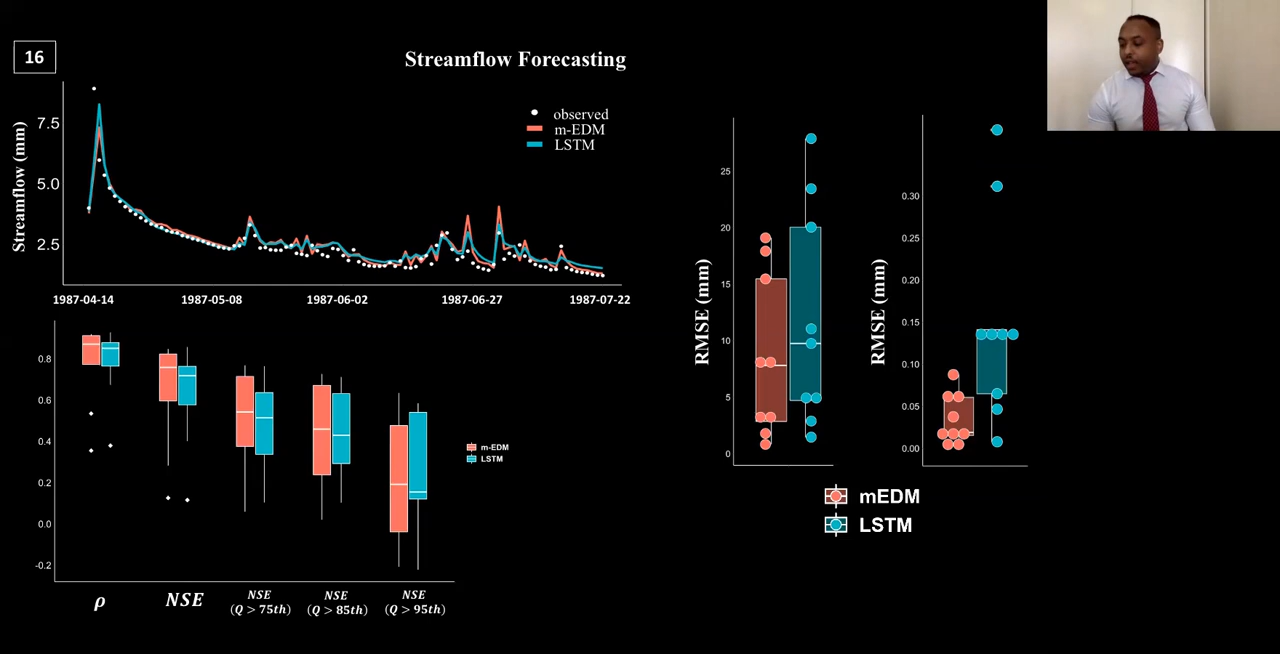 16
Streamflow Forecasting
Streamflow (mm)
7.5
5.0
2.5
observed
m-EDM
LSTM
1987-04-14 1987-05-08 1987-06-02 1987-06-27 1987-07-22
0.8
0.6
0.4
0.2
0.0
-0.2
m-EDM
LSTM
ρ
NSE
NSE
(Q > 75th)
NSE
(Q > 85th)
NSE
(Q > 95th)
RMSE (mm)
25
20
15
10
5
0
RMSE (mm)
0.30
0.25
0.20
0.15
0.10
0.05
0.00
mEDM
LSTM